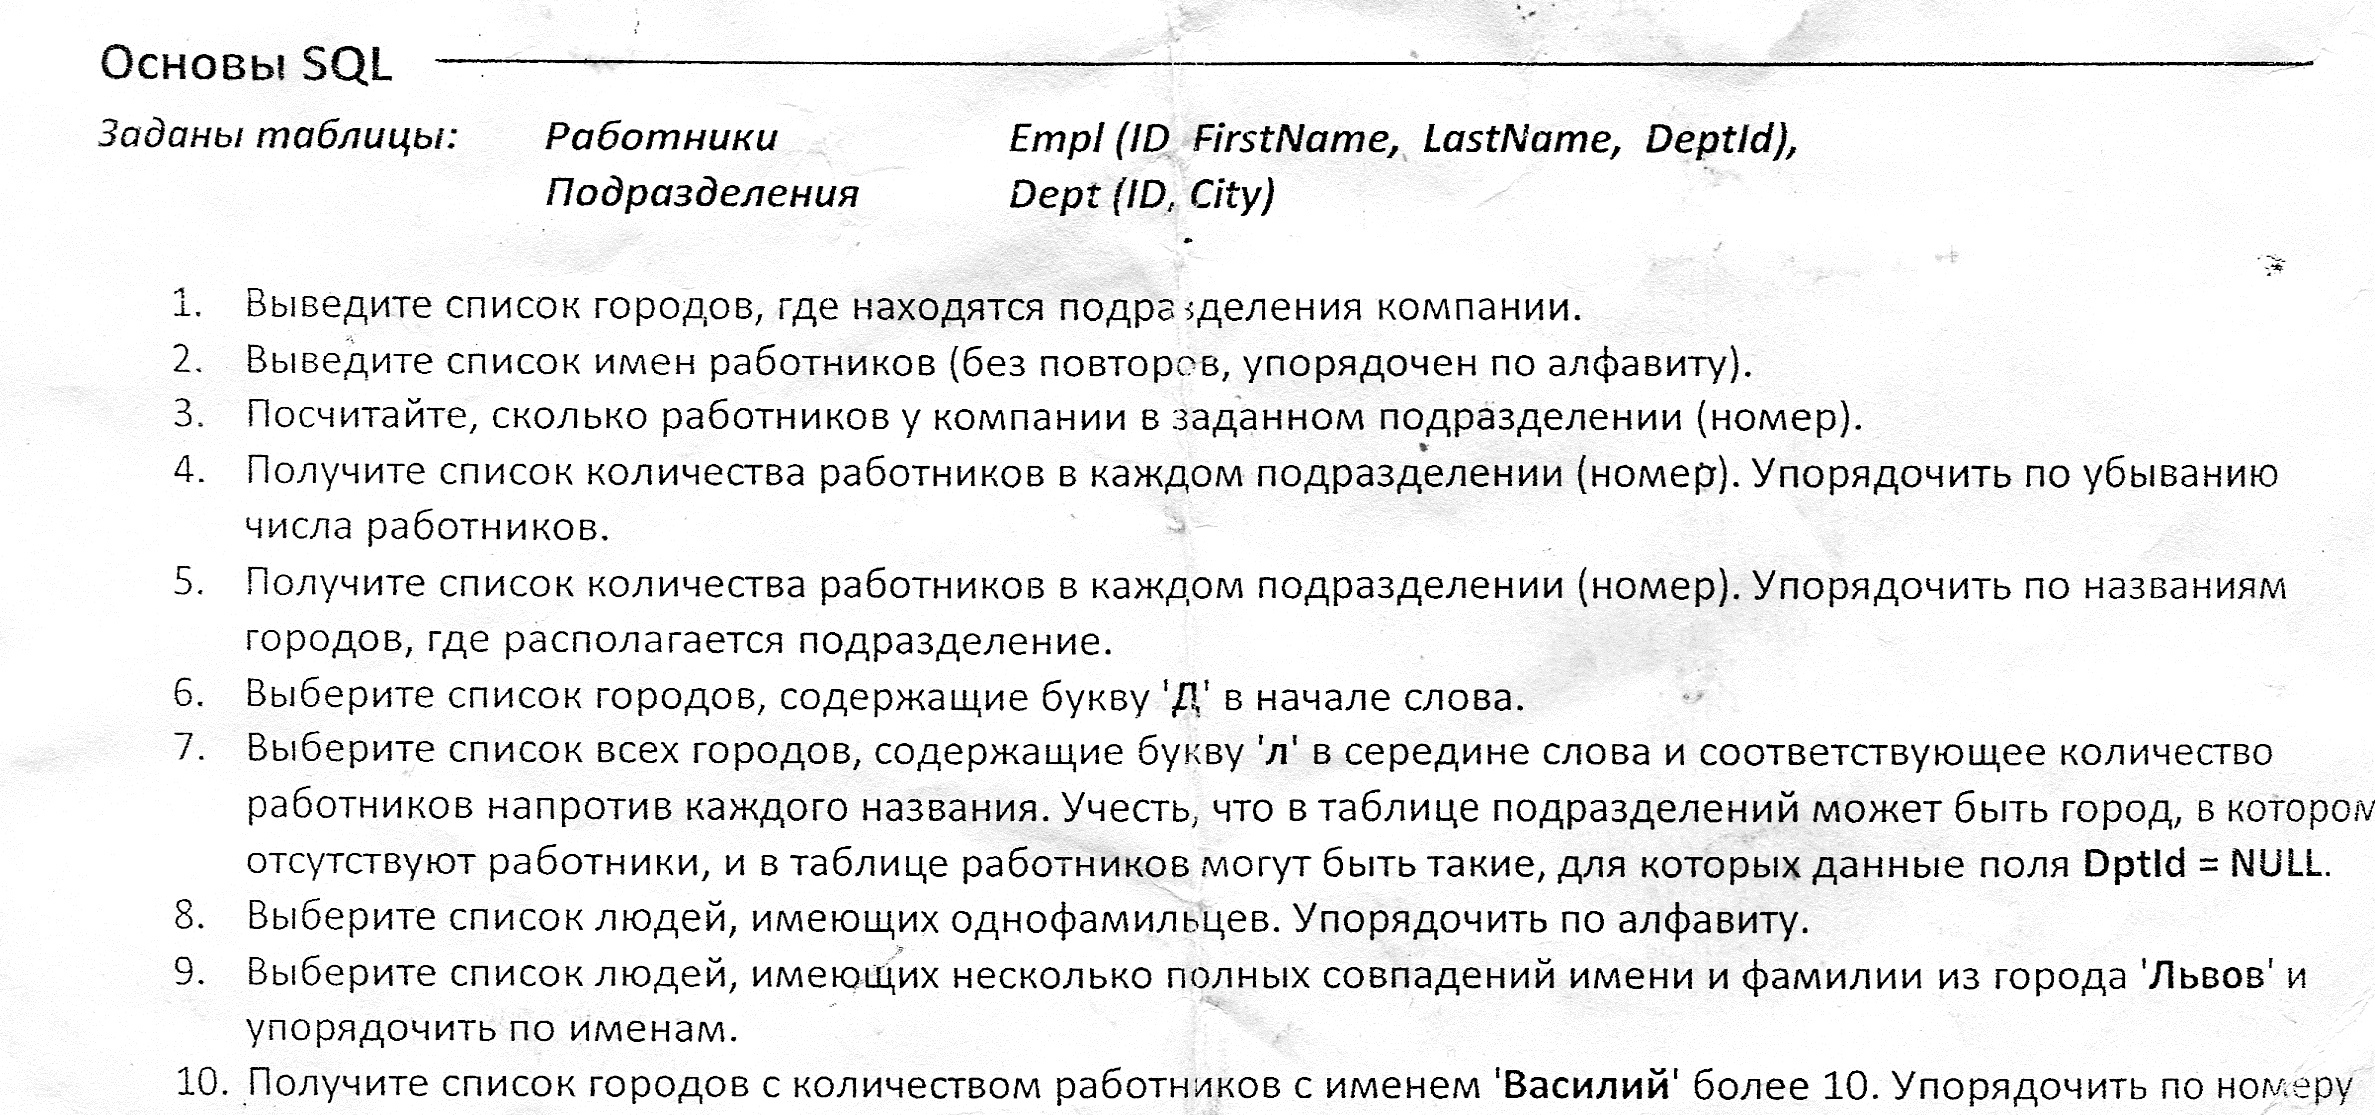 Основы SQL
Заданы таблицы: Работники Empl (ID FirstName, LastName, DeptId),
Подразделения Dept (ID, City)
1. Выведите список городов, где находятся подразделения компании.
2. Выведите список имен работников (без повторов, упорядочен по алфавиту).
3. Посчитайте, сколько работников у компании в заданном подразделении (номер).
4. Получите список количества работников в каждом подразделении (номер). Упорядочить по убыванию
числа работников.
5. Получите список количества работников в каждом подразделении (номер). Упорядочить по названиям
городов, где располагается подразделение.
6. Выберите список городов, содержащие букву 'Д' в начале слова.
7. Выберите список всех городов, содержащие букву 'л' в середине слова и соответствующее количество
работников напротив каждого названия. Учесть, что в таблице подразделений может быть город, в котором
отсутствуют работники, и в таблице работников могут быть такие, для которых данные поля DptId = NULL.
8. Выберите список людей, имеющих однофамильцев. Упорядочить по алфавиту.
9. Выберите список людей, имеющих несколько полных совпадений имени и фамилии из города 'Львов' и
упорядочить по именам.
10. Получите список городов с количеством работников с именем 'Василий' более 10. Упорядочить по номеру